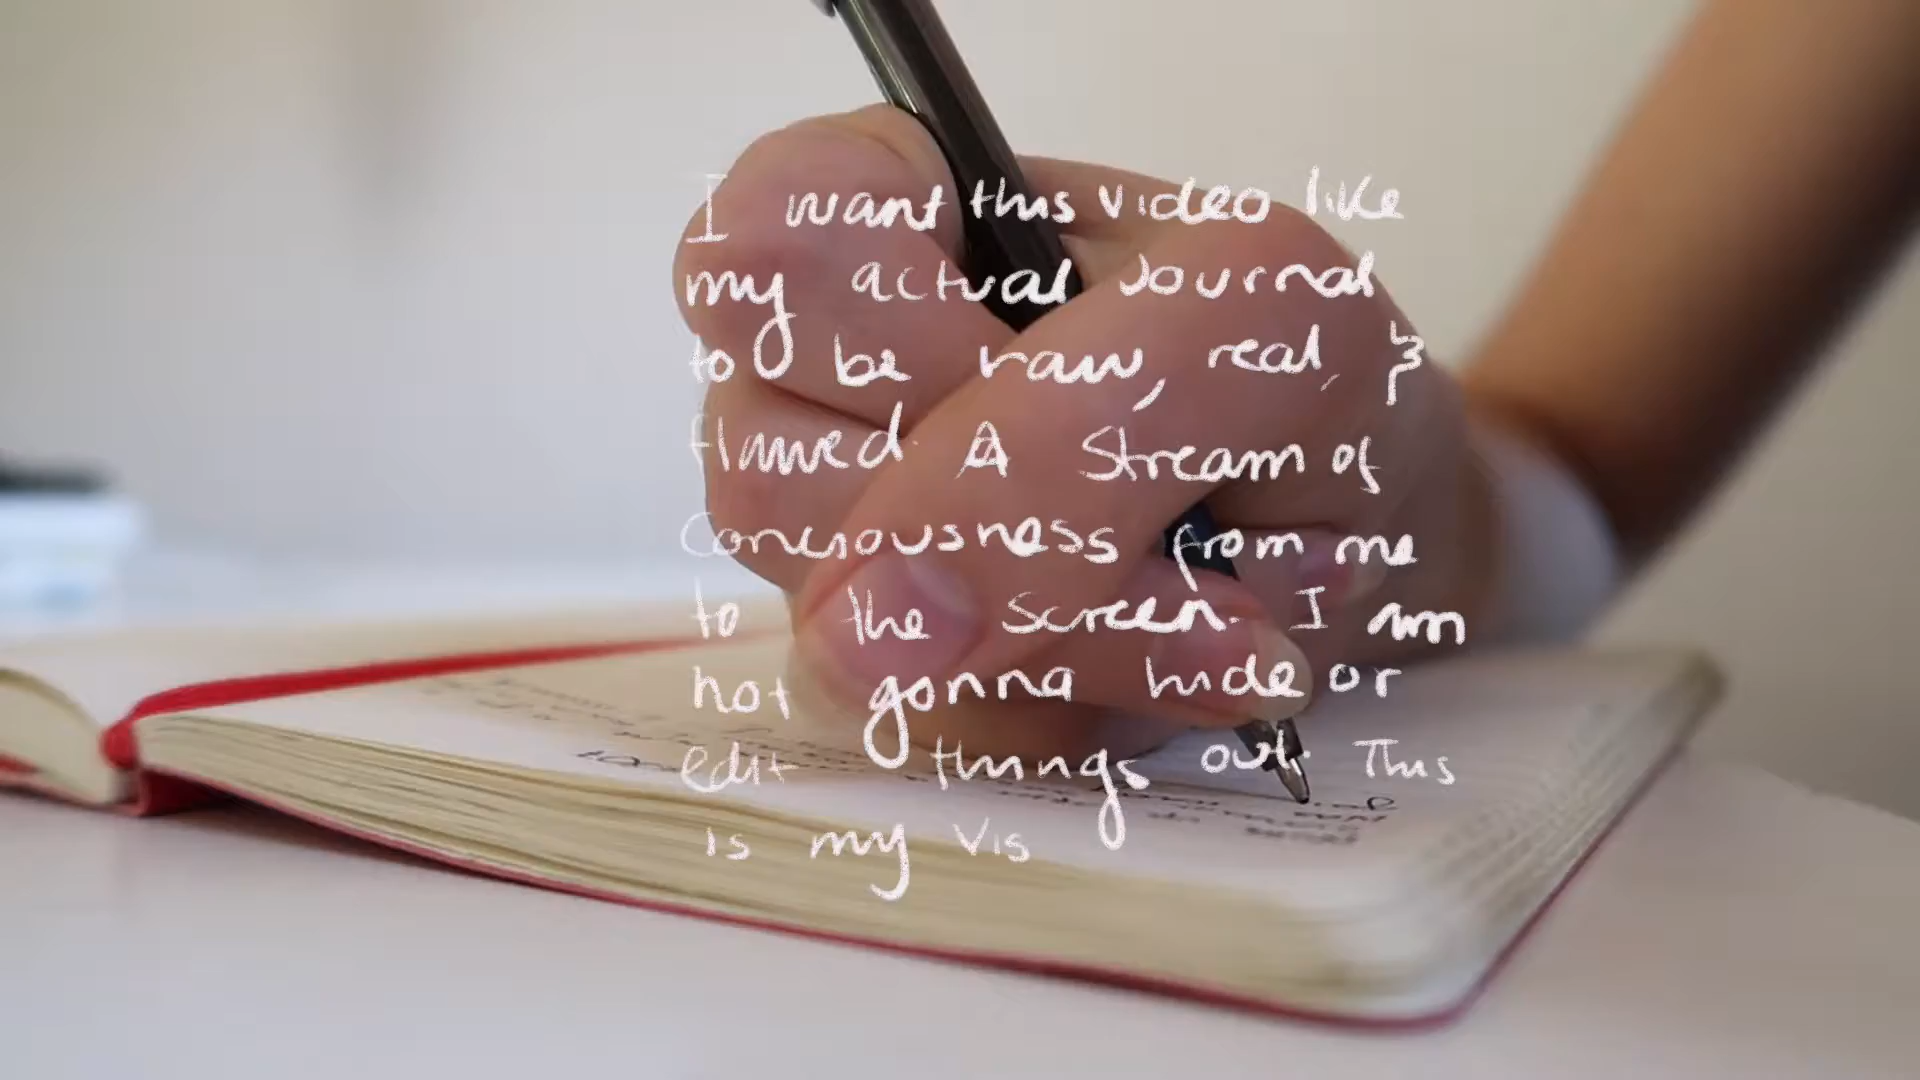 I want this video like
my actual Journal
to be raw, real, &
flawed. A Stream of
Conciousness from me
to the screen. I am
not gonna hide or
edit things out. This
is my vis